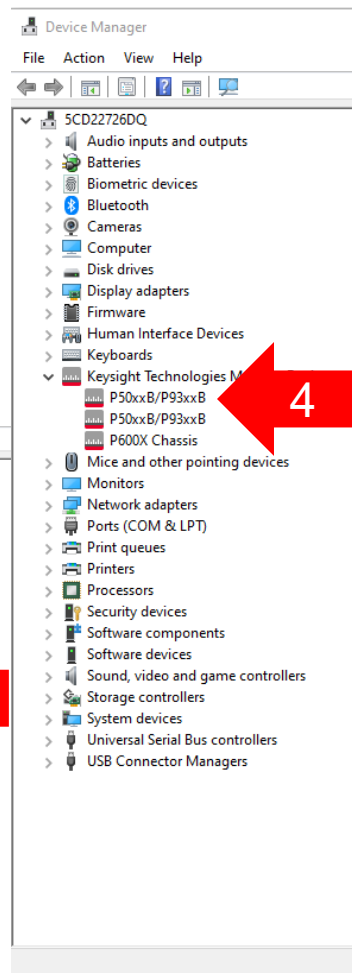 Device Manager
File Action View Help
5CD22726DQ
Audio inputs and outputs
Batteries
Biometric devices
Bluetooth
Cameras
Computer
Disk drives
Display adapters
Firmware
Human Interface Devices
Keyboards
Keysight Technologies
P50xxB/P93xxB
4
P50xxB/P93xxB
P600X Chassis
Mice and other pointing devices
Monitors
Network adapters
Ports (COM & LPT)
Print queues
Printers
Processors
Security devices
Software components
Software devices
Sound, video and game controllers
Storage controllers
System devices
Universal Serial Bus controllers
USB Connector Managers